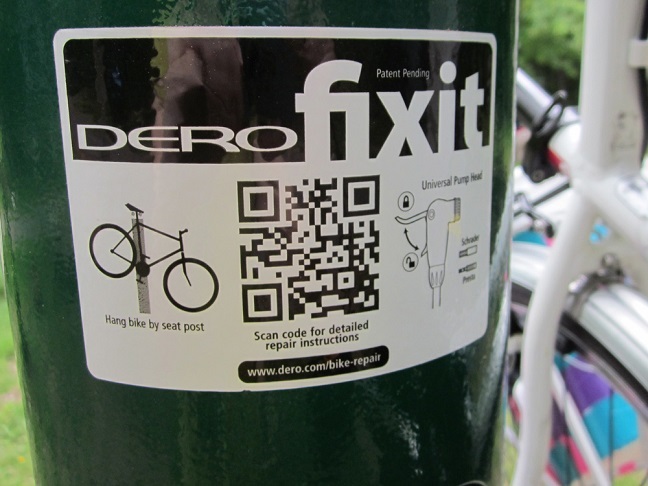 Patent Pending
DERO fixit
Universal Pump Head
Schrader
Presta
Hang bike by seat post
Scan code for detailed
repair instructions
www.dero.com/bike-repair